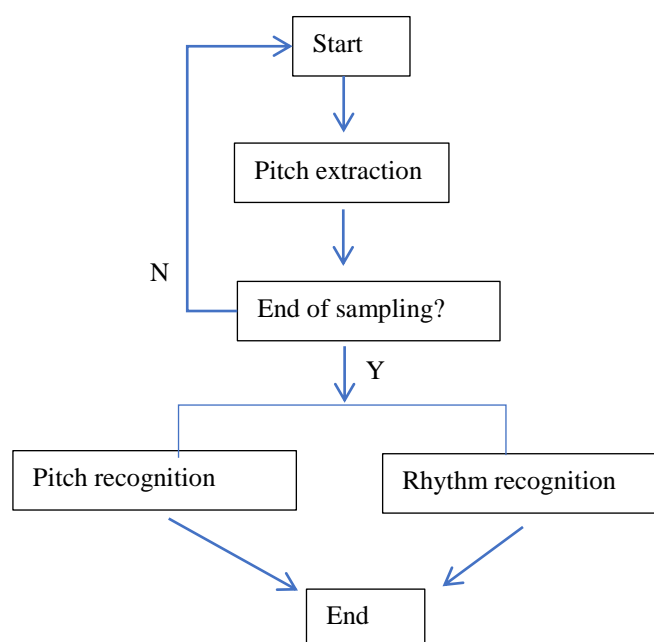 Start
Pitch extraction
N
End of sampling?
Y
Pitch recognition
Rhythm recognition
End